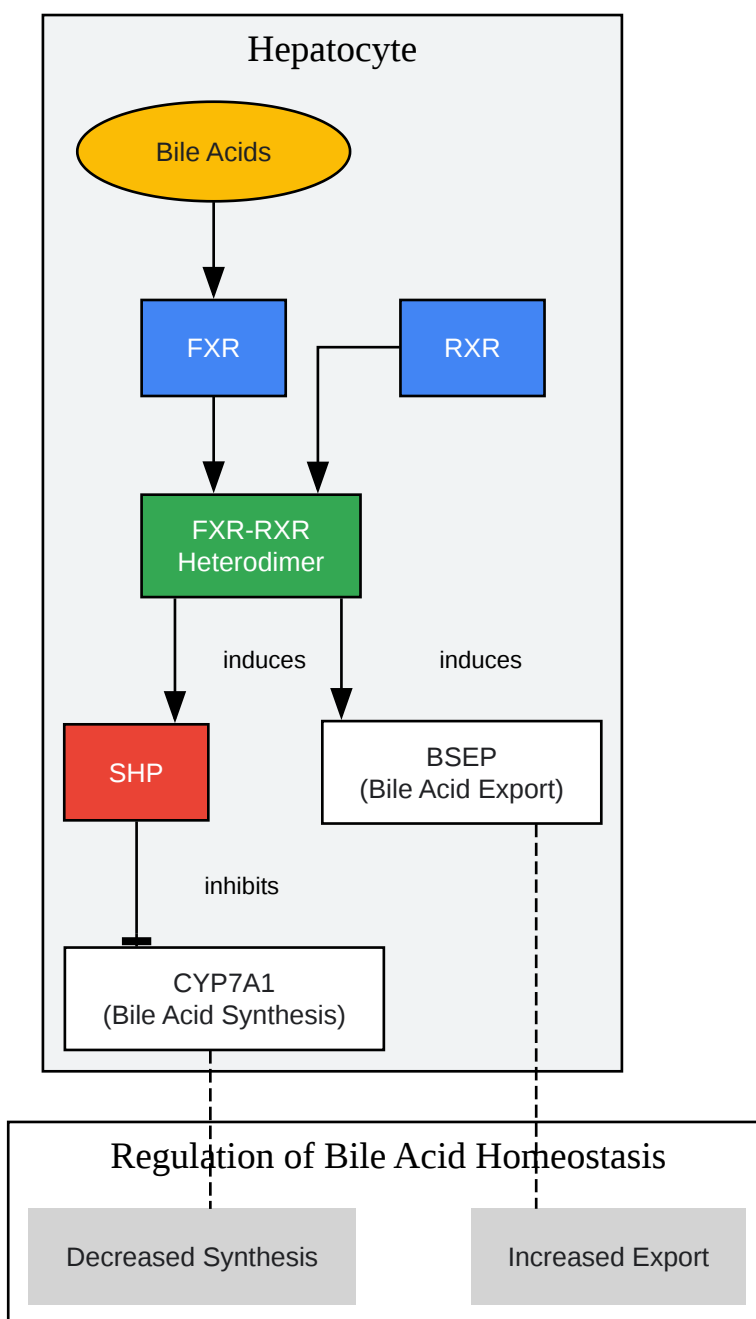 Hepatocyte
Bile Acids
FXR
RXR
FXR-RXR
Heterodimer
induces
induces
SHP
BSEP
(Bile Acid Export)
inhibits
CYP7A1
(Bile Acid Synthesis)
Regulation of Bile Acid Homeostasis
Decreased Synthesis
Increased Export